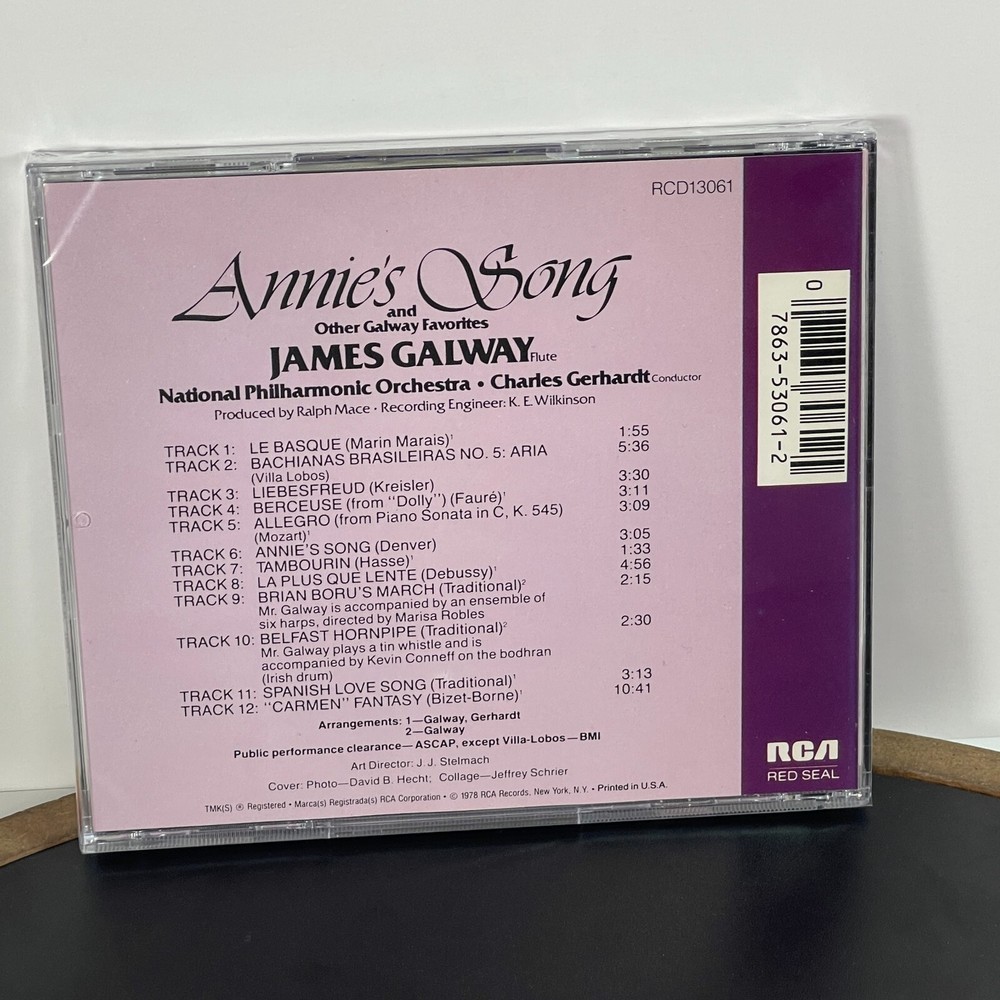 RCD13061
Annie's Song
and
Other Galway Favorites
JAMES GALWAY Flute
National Philharmonic Orchestra • Charles Gerhardt Conductor
Produced by Ralph Mace · Recording Engineer: K. E. Wilkinson
TRACK 1: LE BASQUE (Marin Marais)¹ 1:55
TRACK 2: BACHIANAS BRASILEIRAS NO. 5: ARIA 5:36
(Villa Lobos)
TRACK 3: LIEBESFREUD (Kreisler) 3:30
TRACK 4: BERCEUSE (from "Dolly") (Fauré)¹ 3:11
TRACK 5: ALLEGRO (from Piano Sonata in C, K. 545) 3:09
(Mozart)¹
TRACK 6: ANNIE'S SONG (Denver) 3:05
TRACK 7: TAMBOURIN (Hasse)¹ 1:33
TRACK 8: LA PLUS QUE LENTE (Debussy)¹ 4:56
TRACK 9: BRIAN BORU'S MARCH (Traditional)² 2:15
Mr. Galway is accompanied by an ensemble of
six harps, directed by Marisa Robles
TRACK 10: BELFAST HORNPIPE (Traditional)² 2:30
Mr. Galway plays a tin whistle and is
accompanied by Kevin Conneff on the bodhran
(Irish drum)
TRACK 11: SPANISH LOVE SONG (Traditional)¹ 3:13
TRACK 12: "CARMEN" FANTASY (Bizet-Borne)¹ 10:41
Arrangements: 1—Galway, Gerhardt
2—Galway
Public performance clearance—ASCAP, except Villa-Lobos—BMI
Art Director: J. J. Stelmach
Cover: Photo—David B. Hecht; Collage—Jeffrey Schrier
TMK(S) ® Registered • Marca(s) Registrada(s) RCA Corporation • © 1978 RCA Records, New York, N.Y. • Printed in U.S.A.
0 7863-53061-2
RCA
RED SEAL